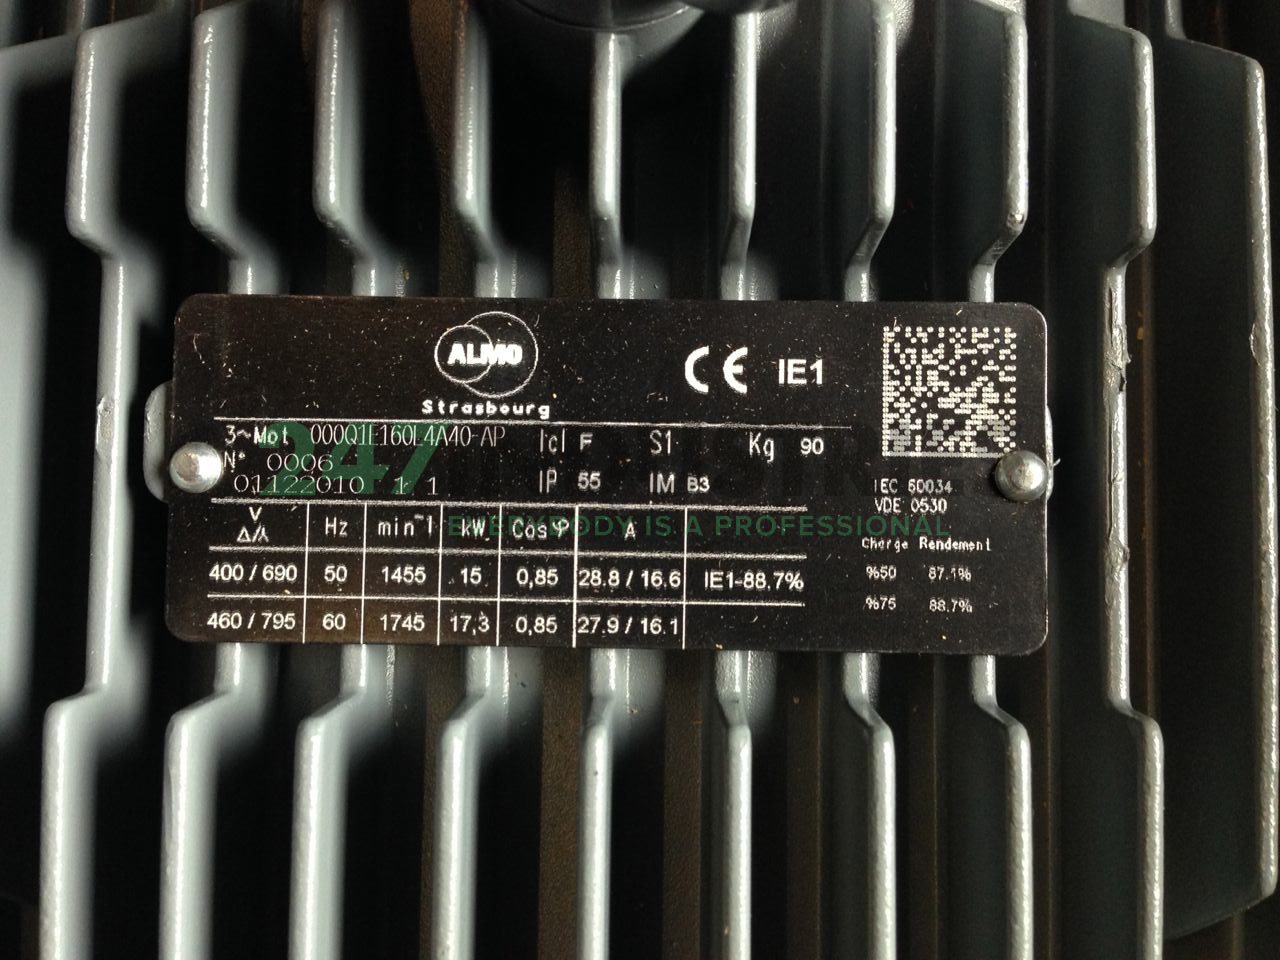 ALMO
Strasbourg
CE IE1
3~Mot 000Q1E160L4A40-AP Icl F S1 Kg 90
N° 0006
01122010 1 1 IP 55 IM B3
IEC 60034
VDE 0530
V Δ/⅄ Hz min⁻¹ kW Cosφ A
400 / 690 50 1455 15 0,85 28.8 / 16.6 IE1-88.7%
460 / 795 60 1745 17,3 0,85 27.9 / 16.1
Charge Rendement
%50 87.1%
%75 88.7%
247
EVERYBODY IS A PROFESSIONAL